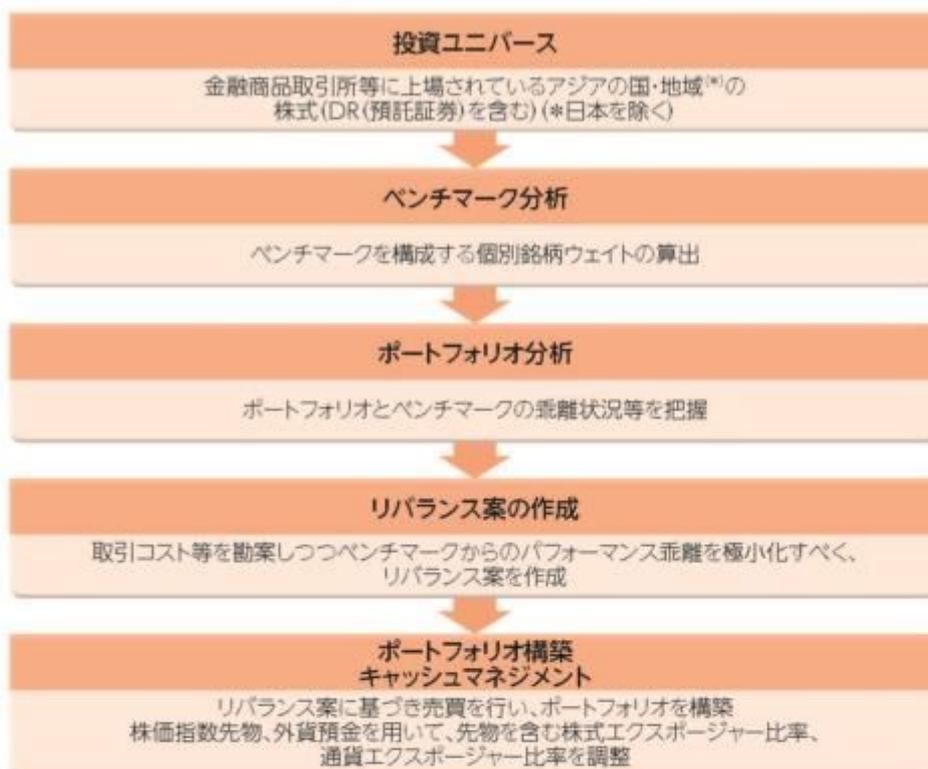 投資ユニバース
金融商品取引所等に上場されているアジアの国・地域(*)の
株式(DR(預託証券)を含む)(*日本を除く)
ベンチマーク分析
ベンチマークを構成する個別銘柄ウェイトの算出
ポートフォリオ分析
ポートフォリオとベンチマークの乖離状況等を把握
リバランス案の作成
取引コスト等を勘案しつつベンチマークからのパフォーマンス乖離を極小化すべく、
リバランス案を作成
ポートフォリオ構築
キャッシュマネジメント
リバランス案に基づき売買を行い、ポートフォリオを構築
株価指数先物、外貨預金を用いて、先物を含む株式エクスポージャー比率、
通貨エクスポージャー比率を調整